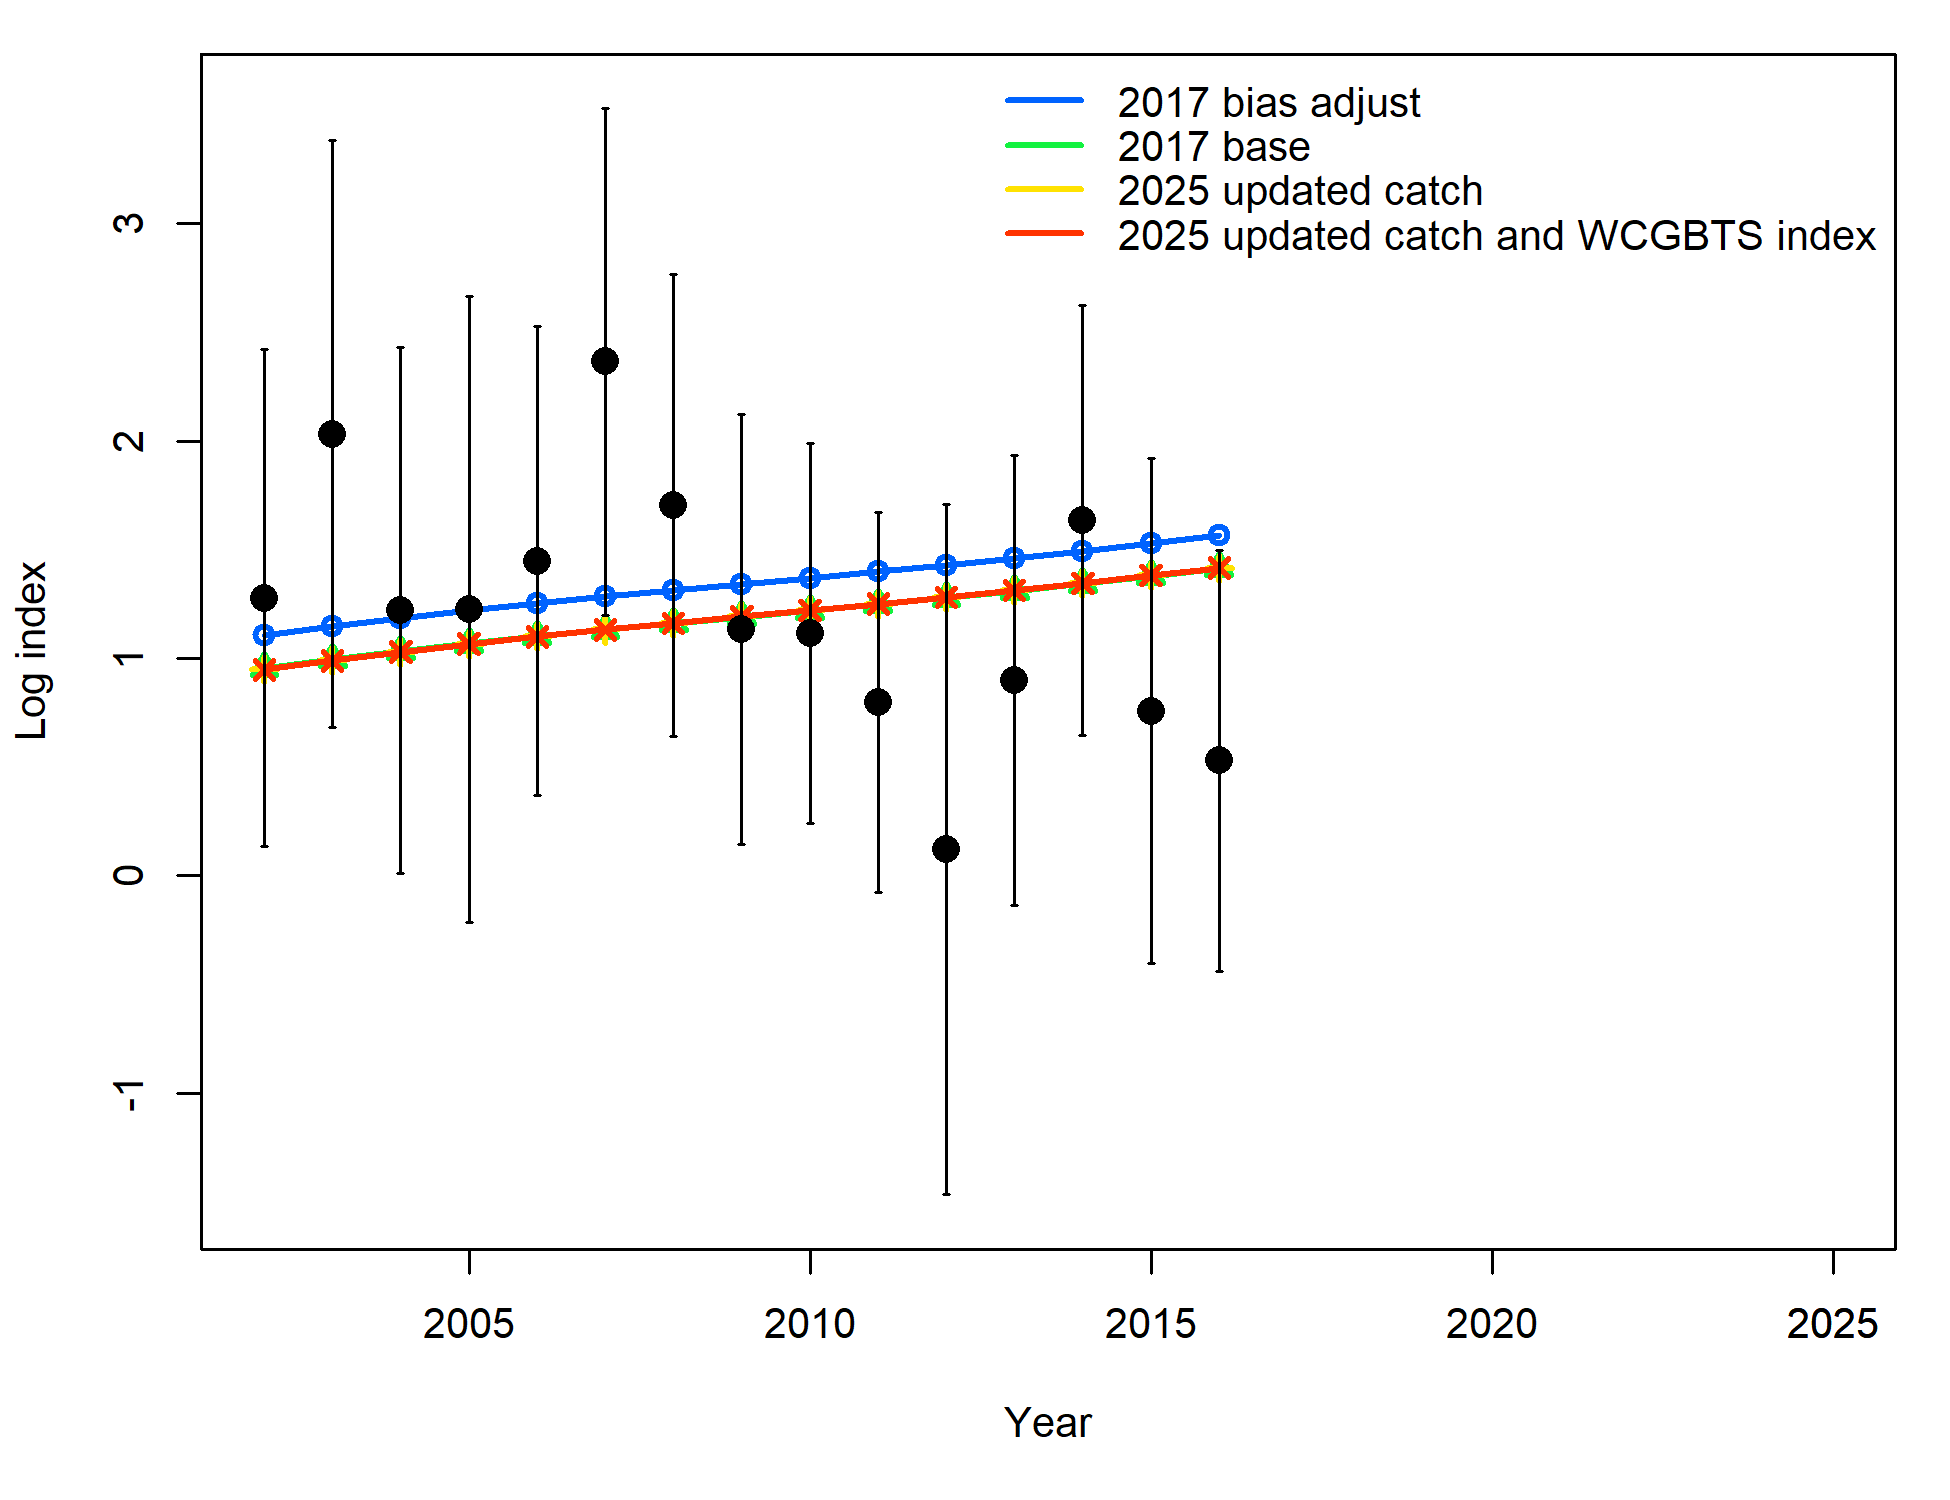 2017 bias adjust
2017 base
2025 updated catch
2025 updated catch and WCGBTS index
Log index
3
2
1
0
-1
2005 2010 2015 2020 2025
Year